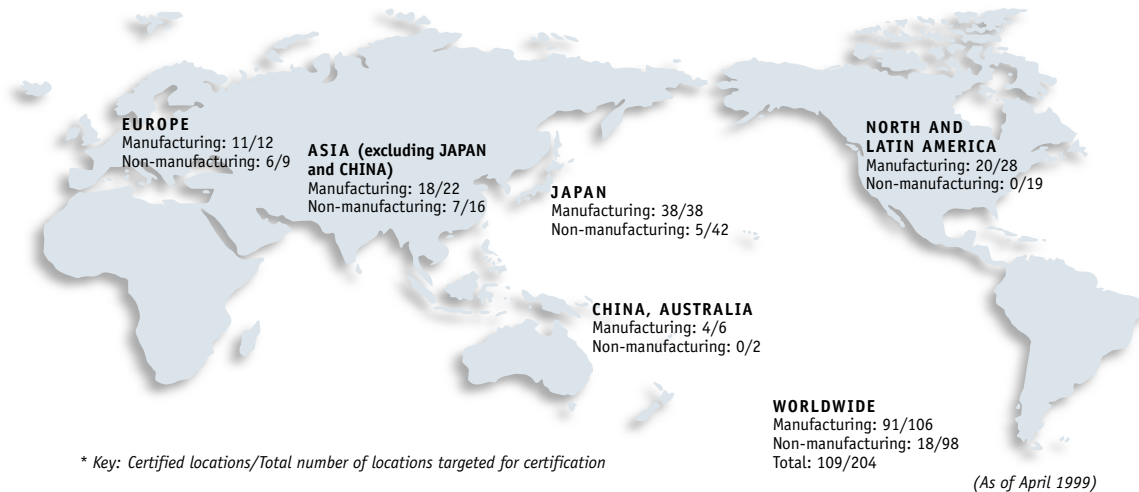 EUROPE
Manufacturing: 11/12
Non-manufacturing: 6/9
ASIA (excluding JAPAN
and CHINA)
Manufacturing: 18/22
Non-manufacturing: 7/16
JAPAN
Manufacturing: 38/38
Non-manufacturing: 5/42
NORTH AND
LATIN AMERICA
Manufacturing: 20/28
Non-manufacturing: 0/19
CHINA, AUSTRALIA
Manufacturing: 4/6
Non-manufacturing: 0/2
WORLDWIDE
Manufacturing: 91/106
Non-manufacturing: 18/98
Total: 109/204
* Key: Certified locations/Total number of locations targeted for certification
(As of April 1999)